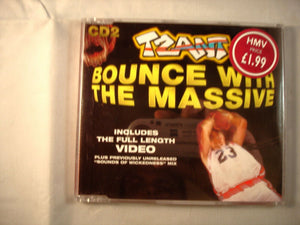 CD2
TZANT
HMV
PRICE
£1.99
BOUNCE WITH
THE MASSIVE
INCLUDES
THE FULL LENGTH
VIDEO
PLUS PREVIOUSLY UNRELEASED
"SOUNDS OF WICKEDNESS" MIX
23